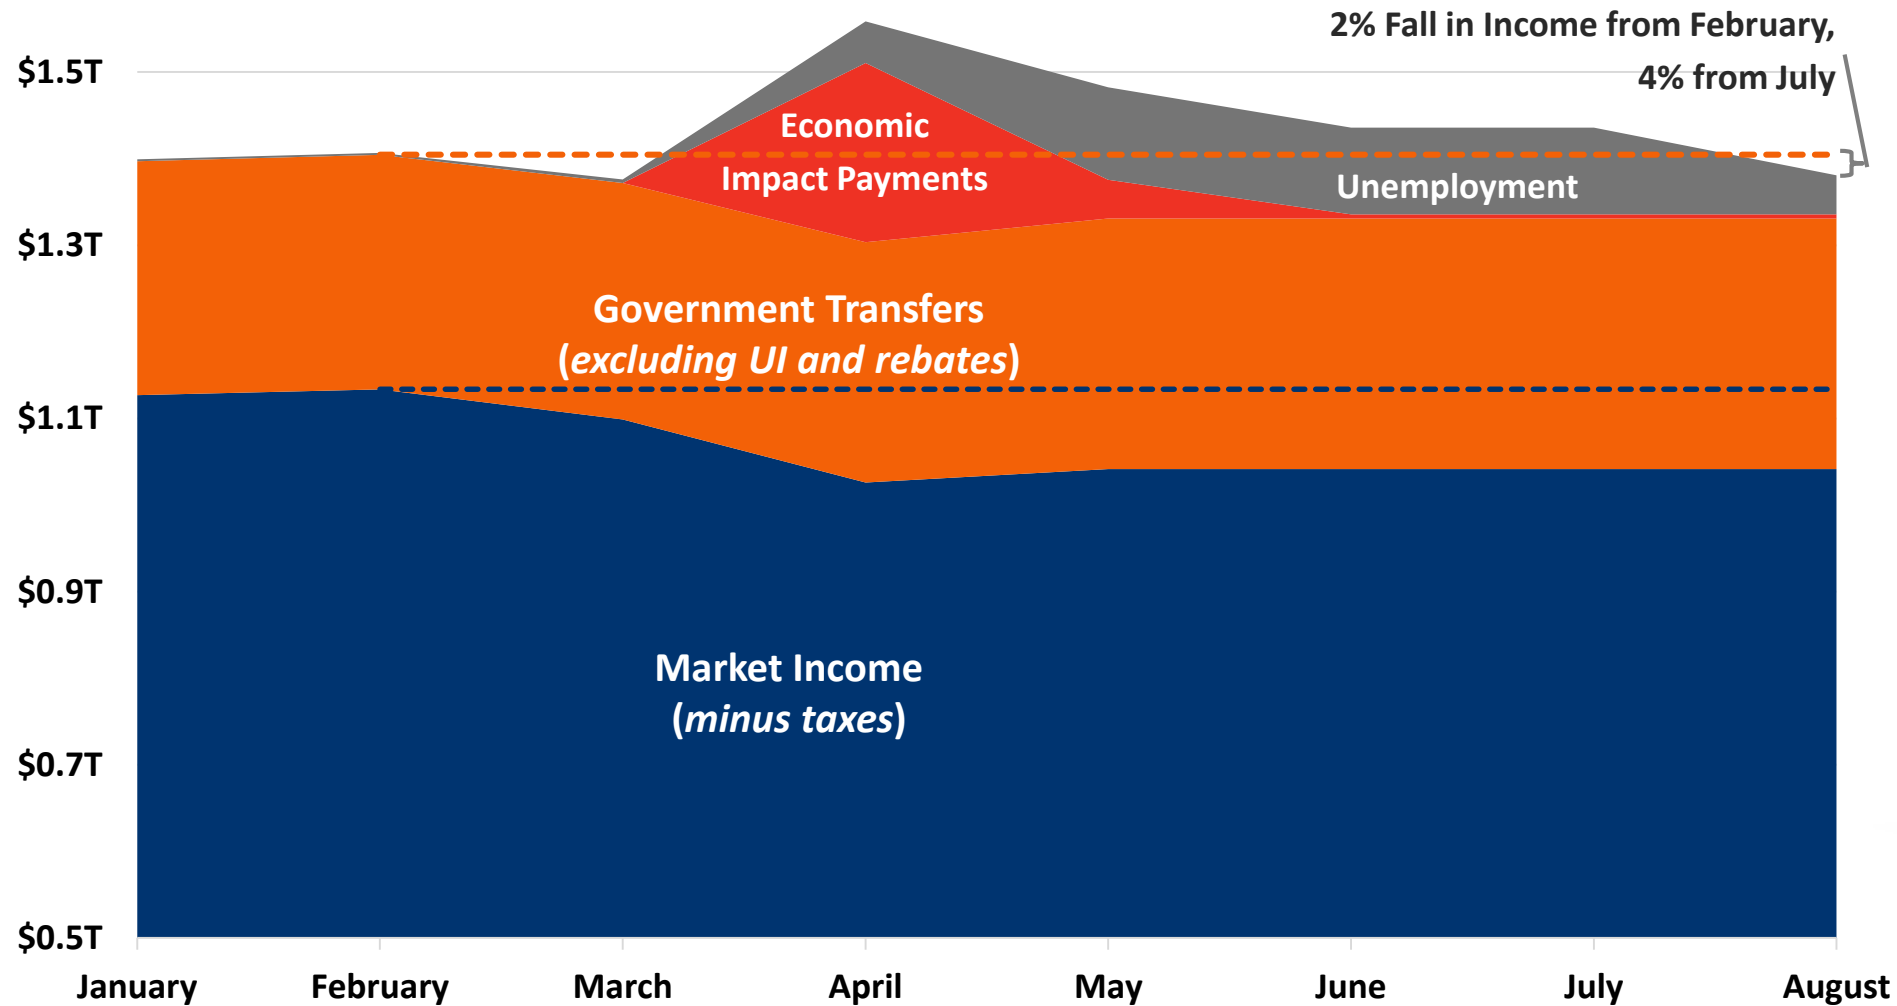 2% Fall in Income from February,
4% from July
$1.5T
$1.3T
$1.1T
$0.9T
$0.7T
$0.5T
Economic
Impact Payments
Unemployment
Government Transfers
(excluding UI and rebates)
Market Income
(minus taxes)
January
February
March
April
May
June
July
August